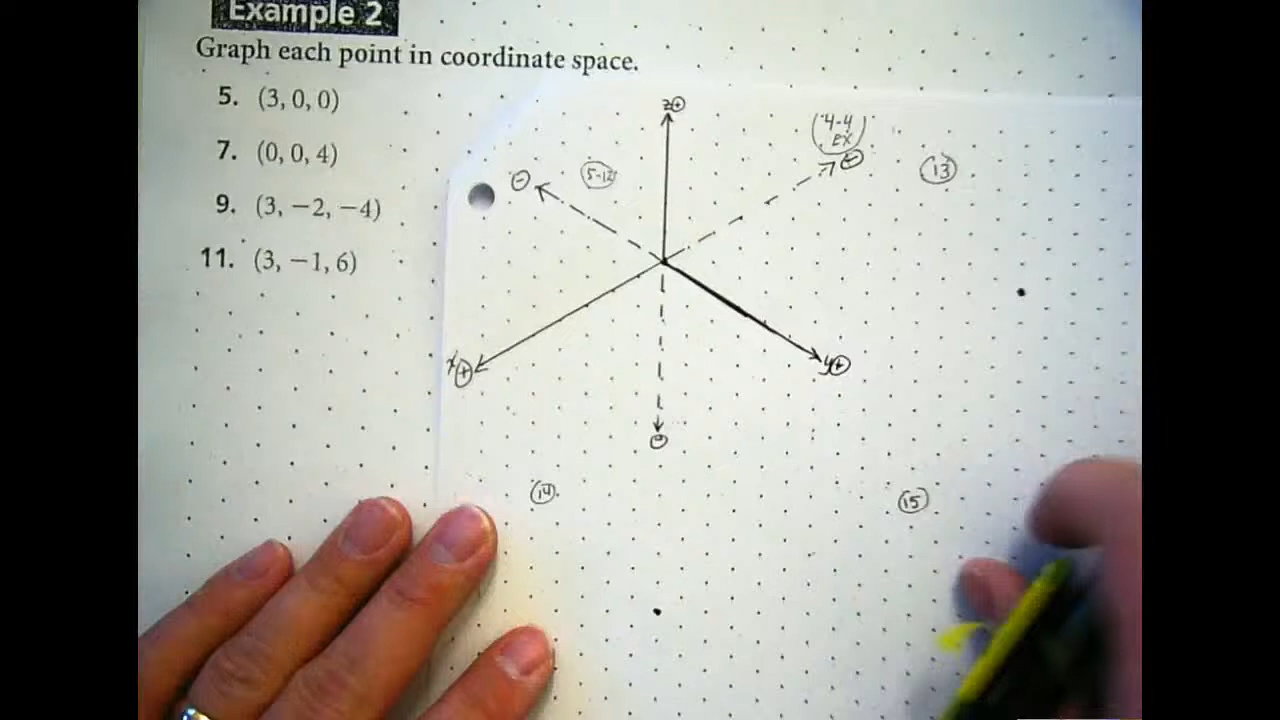 Example 2
Graph each point in coordinate space.
5. (3, 0, 0)
7. (0, 0, 4)
9. (3, −2, −4)
11. (3, −1, 6)
z+
(4-4
EX)
−
13
−
5-12
x+
y+
−
14
15